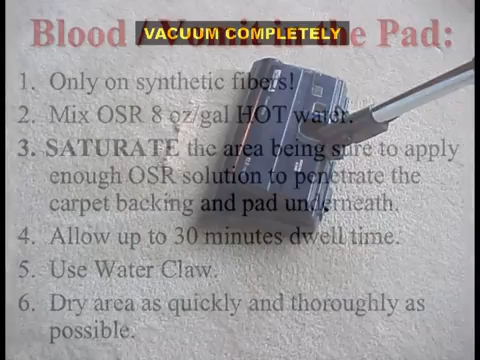 VACUUM COMPLETELY
Blood / Vomit in the Pad:
1. Only on synthetic fibers!
2. Mix OSR 8 oz/gal HOT water.
3. SATURATE the area being sure to apply
enough OSR solution to penetrate the
carpet backing and pad underneath.
4. Allow up to 30 minutes dwell time.
5. Use Water Claw.
6. Dry area as quickly and thoroughly as
possible.